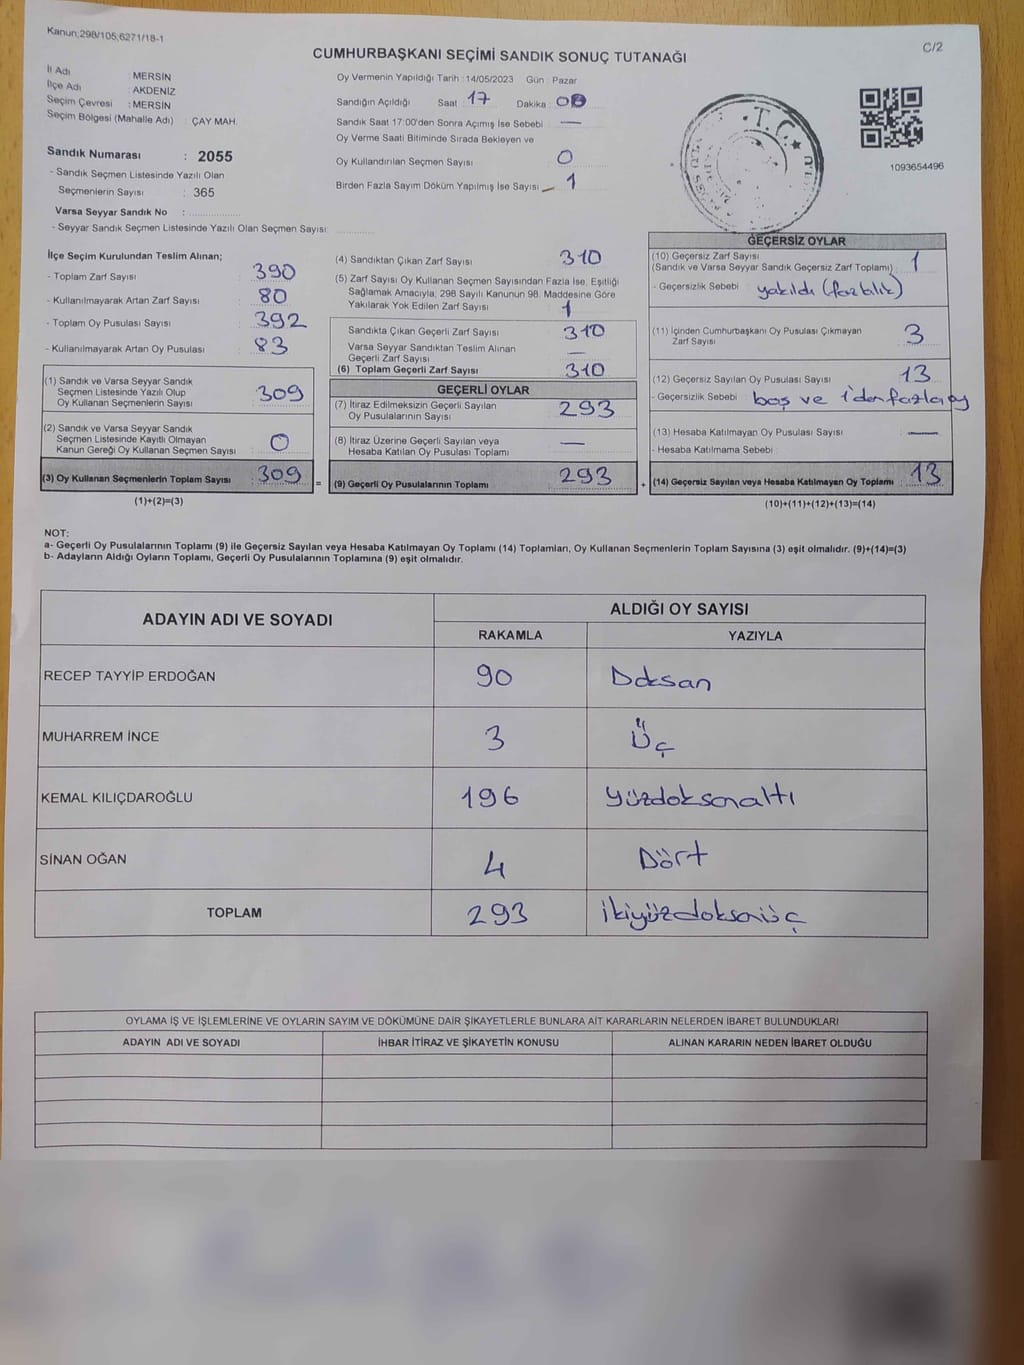 Kanun;298/105;6271/18-1
C/2
CUMHURBAŞKANI SEÇİMİ SANDIK SONUÇ TUTANAĞI
İl Adı : MERSİN
İlçe Adı : AKDENİZ
Seçim Çevresi : MERSİN
Seçim Bölgesi (Mahalle Adı) : ÇAY MAH.
Sandık Numarası : 2055
- Sandık Seçmen Listesinde Yazılı Olan
Seçmenlerin Sayısı : 365
Varsa Seyyar Sandık No :
- Seyyar Sandık Seçmen Listesinde Yazılı Olan Seçmen Sayısı:
Oy Vermenin Yapıldığı Tarih :14/05/2023 Gün : Pazar
Sandığın Açıldığı Saat : 17 Dakika :
Sandık Saat 17:00'den Sonra Açımış İse Sebebi : —
Oy Verme Saati Bitiminde Sırada Bekleyen ve
Oy Kullandırılan Seçmen Sayısı : 0
Birden Fazla Sayım Döküm Yapılmış İse Sayısı : 1
T.C.
1093654496
İlçe Seçim Kurulundan Teslim Alınan;
- Toplam Zarf Sayısı : 390
- Kullanılmayarak Artan Zarf Sayısı : 80
- Toplam Oy Pusulası Sayısı : 392
- Kullanılmayarak Artan Oy Pusulası : 83
(1) Sandık ve Varsa Seyyar Sandık
Seçmen Listesinde Yazılı Olup
Oy Kullanan Seçmenlerin Sayısı : 309
(2) Sandık ve Varsa Seyyar Sandık
Seçmen Listesinde Kayıtlı Olmayan
Kanun Gereği Oy Kullanan Seçmen Sayısı : 0
(3) Oy Kullanan Seçmenlerin Toplam Sayısı : 309
(1)+(2)=(3)
(4) Sandıktan Çıkan Zarf Sayısı : 310
(5) Zarf Sayısı Oy Kullanan Seçmen Sayısından Fazla İse, Eşitliği
Sağlamak Amacıyla, 298 Sayılı Kanunun 98. Maddesine Göre
Yakılarak Yok Edilen Zarf Sayısı : 1
Sandıkta Çıkan Geçerli Zarf Sayısı : 310
Varsa Seyyar Sandıktan Teslim Alınan
Geçerli Zarf Sayısı : —
(6) Toplam Geçerli Zarf Sayısı : 310
=
GEÇERLİ OYLAR
(7) İtiraz Edilmeksizin Geçerli Sayılan
Oy Pusulalarının Sayısı : 293
(8) İtiraz Üzerine Geçerli Sayılan veya
Hesaba Katılan Oy Pusulası Toplamı : —
(9) Geçerli Oy Pusulalarının Toplamı : 293
+
GEÇERSİZ OYLAR
(10) Geçersiz Zarf Sayısı
(Sandık ve Varsa Seyyar Sandık Geçersiz Zarf Toplamı) : 1
- Geçersizlik Sebebi : yakıldı (fazlalık)
(11) İçinden Cumhurbaşkanı Oy Pusulası Çıkmayan
Zarf Sayısı : 3
(12) Geçersiz Sayılan Oy Pusulası Sayısı : 13
- Geçersizlik Sebebi : boş ve 1'den fazla oy
(13) Hesaba Katılmayan Oy Pusulası Sayısı : —
- Hesaba Katılmama Sebebi :
(14) Geçersiz Sayılan veya Hesaba Katılmayan Oy Toplamı : 13
(10)+(11)+(12)+(13)=(14)
NOT:
a- Geçerli Oy Pusulalarının Toplamı (9) ile Geçersiz Sayılan veya Hesaba Katılmayan Oy Toplamı (14) Toplamları, Oy Kullanan Seçmenlerin Toplam Sayısına (3) eşit olmalıdır. (9)+(14)=(3)
b- Adayların Aldığı Oyların Toplamı, Geçerli Oy Pusulalarının Toplamına (9) eşit olmalıdır.
ADAYIN ADI VE SOYADI ALDIĞI OY SAYISI
RAKAMLA YAZIYLA
RECEP TAYYİP ERDOĞAN 90 Doksan
MUHARREM İNCE 3 Üç
KEMAL KILIÇDAROĞLU 196 Yüzdoksanaltı
SİNAN OĞAN 4 Dört
TOPLAM 293 İkiyüzdoksanüç
OYLAMA İŞ VE İŞLEMLERİNE VE OYLARIN SAYIM VE DÖKÜMÜNE DAİR ŞİKAYETLERLE BUNLARA AİT KARARLARIN NELERDEN İBARET BULUNDUKLARI
ADAYIN ADI VE SOYADI İHBAR İTİRAZ VE ŞİKAYETİN KONUSU ALINAN KARARIN NEDEN İBARET OLDUĞU